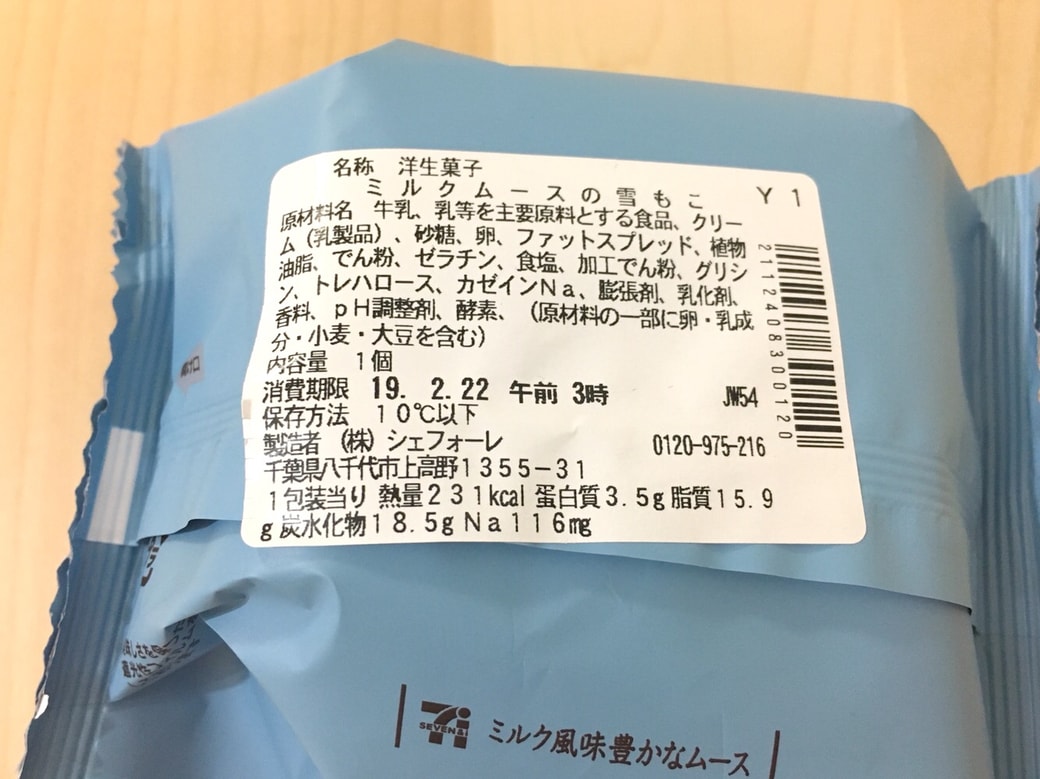 名称 洋生菓子
ミルクムースの雪もこ Y1
原材料名 牛乳、乳等を主要原料とする食品、クリー
ム(乳製品)、砂糖、卵、ファットスプレッド、植物
油脂、でん粉、ゼラチン、食塩、加工でん粉、グリシ
ン、トレハロース、カゼインNa、膨張剤、乳化剤、
香料、pH調整剤、酵素、(原材料の一部に卵・乳成
分・小麦・大豆を含む)
内容量 1個
消費期限 19. 2.22 午前 3時 JW54
保存方法 10℃以下
製造者 (株)シェフォーレ 0120-975-216
千葉県八千代市上高野1355-31
1包装当り 熱量231kcal 蛋白質3.5g脂質15.9
g炭水化物18.5gNa116mg
2112408300120
SEVEN&i ミルク風味豊かなムース